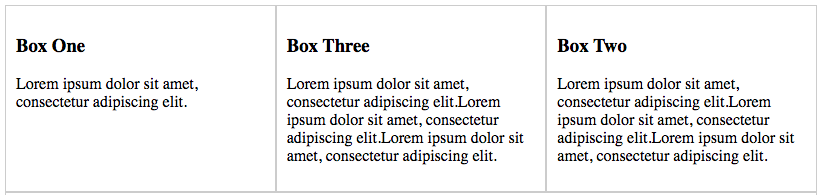 Box One
Lorem ipsum dolor sit amet,
consectetur adipiscing elit.
Box Three
Lorem ipsum dolor sit amet,
consectetur adipiscing elit.Lorem
ipsum dolor sit amet, consectetur
adipiscing elit.Lorem ipsum dolor sit
amet, consectetur adipiscing elit.
Box Two
Lorem ipsum dolor sit amet,
consectetur adipiscing elit.Lorem
ipsum dolor sit amet, consectetur
adipiscing elit.Lorem ipsum dolor sit
amet, consectetur adipiscing elit.